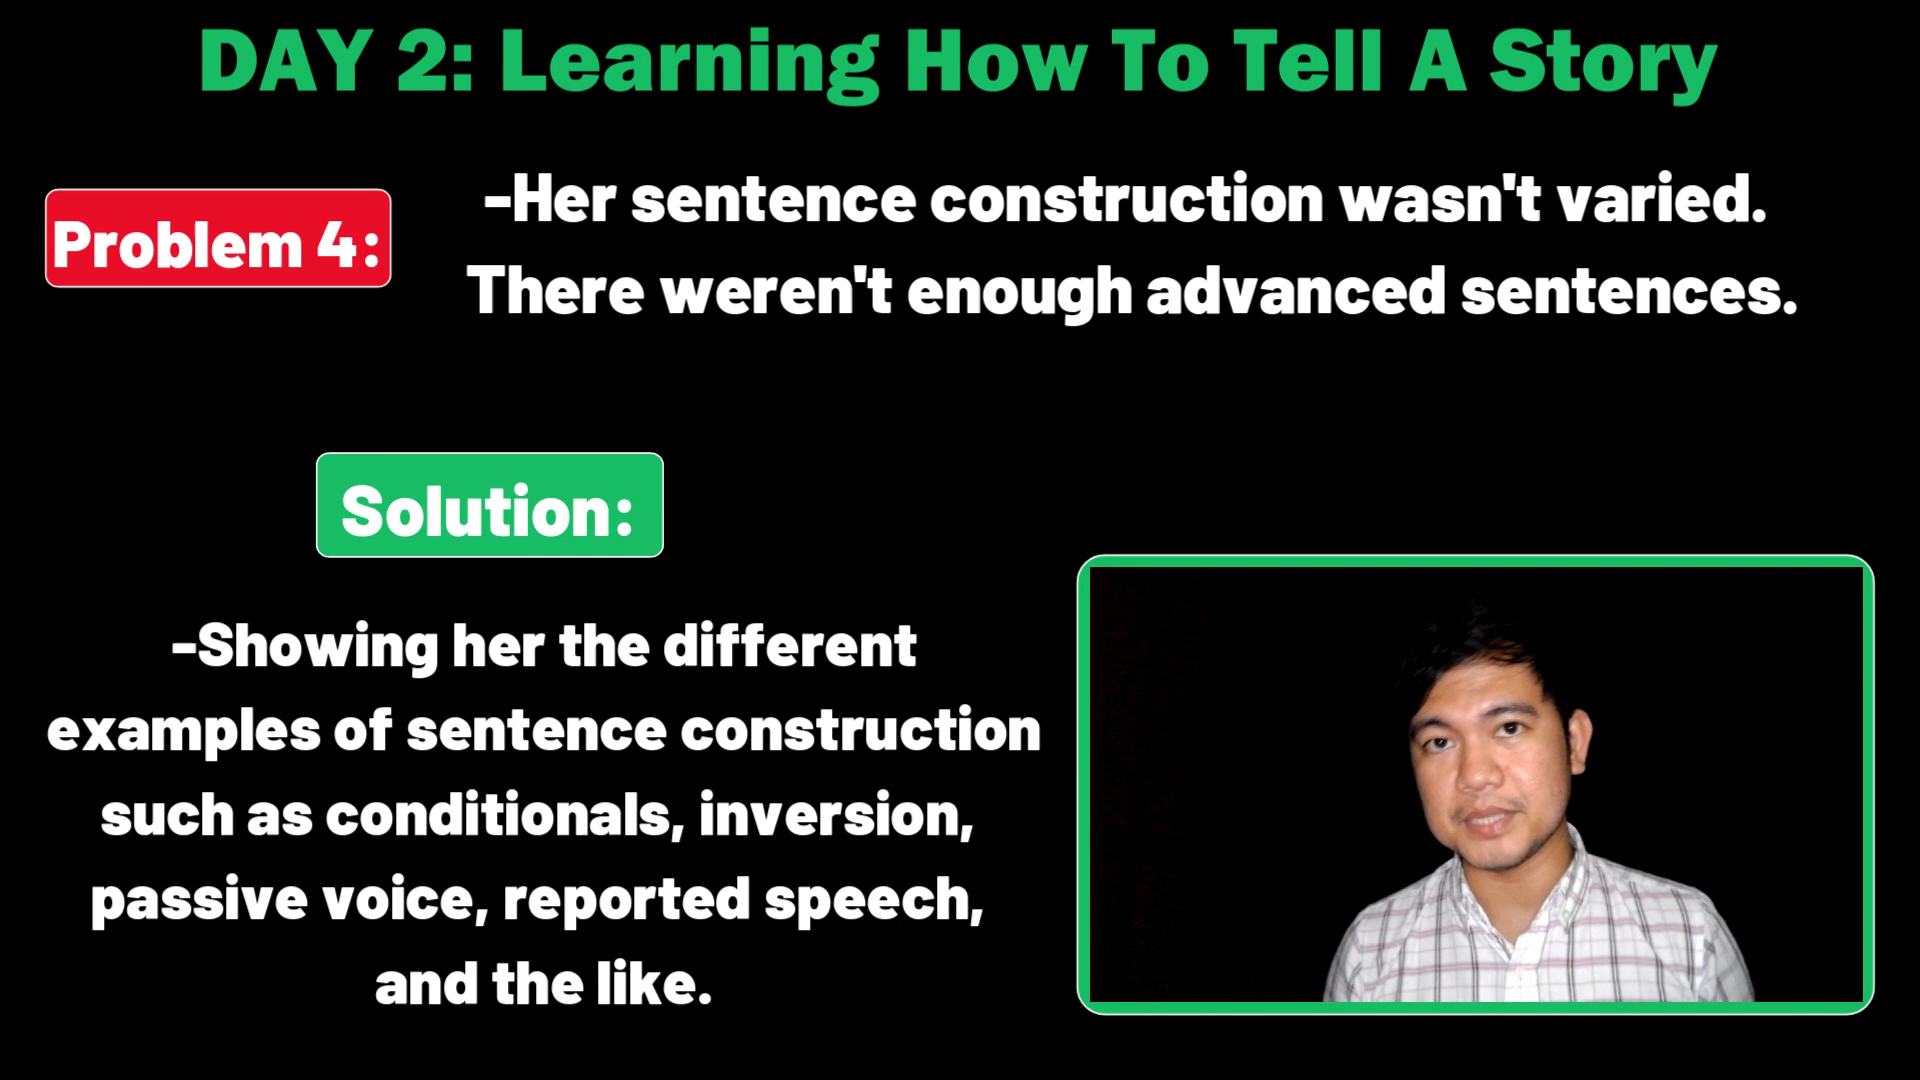 DAY 2: Learning How To Tell A Story
Problem 4:
-Her sentence construction wasn't varied.
There weren't enough advanced sentences.
Solution:
-Showing her the different
examples of sentence construction
such as conditionals, inversion,
passive voice, reported speech,
and the like.